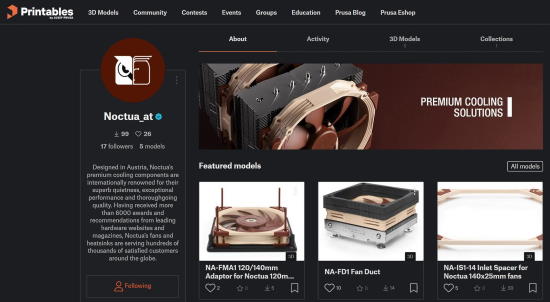 Printables
by JOSEF PRUSA
3D Models
Community
Contests
Events
Groups
Education
Prusa Blog
Prusa Eshop
About
Activity
3D Models
Collections
1
Noctua_at
99
26
17 followers 5 models
Designed in Austria, Noctua's
premium cooling components are
internationally renowned for their
superb quietness, exceptional
performance and thoroughgoing
quality. Having received more
than 6000 awards and
recommendations from leading
hardware websites and
magazines, Noctua's fans and
heatsinks are serving hundreds of
thousands of satisfied customers
around the globe.
Following
PREMIUM COOLING
SOLUTIONS
Featured models
All models
3D
NA-FMA1 120/140mm
Adaptor for Noctua 120m...
2
5
3D
NA-FD1 Fan Duct
10
14
3D
NA-IS1-14 Inlet Spacer for
Noctua 140x25mm fans
5
33